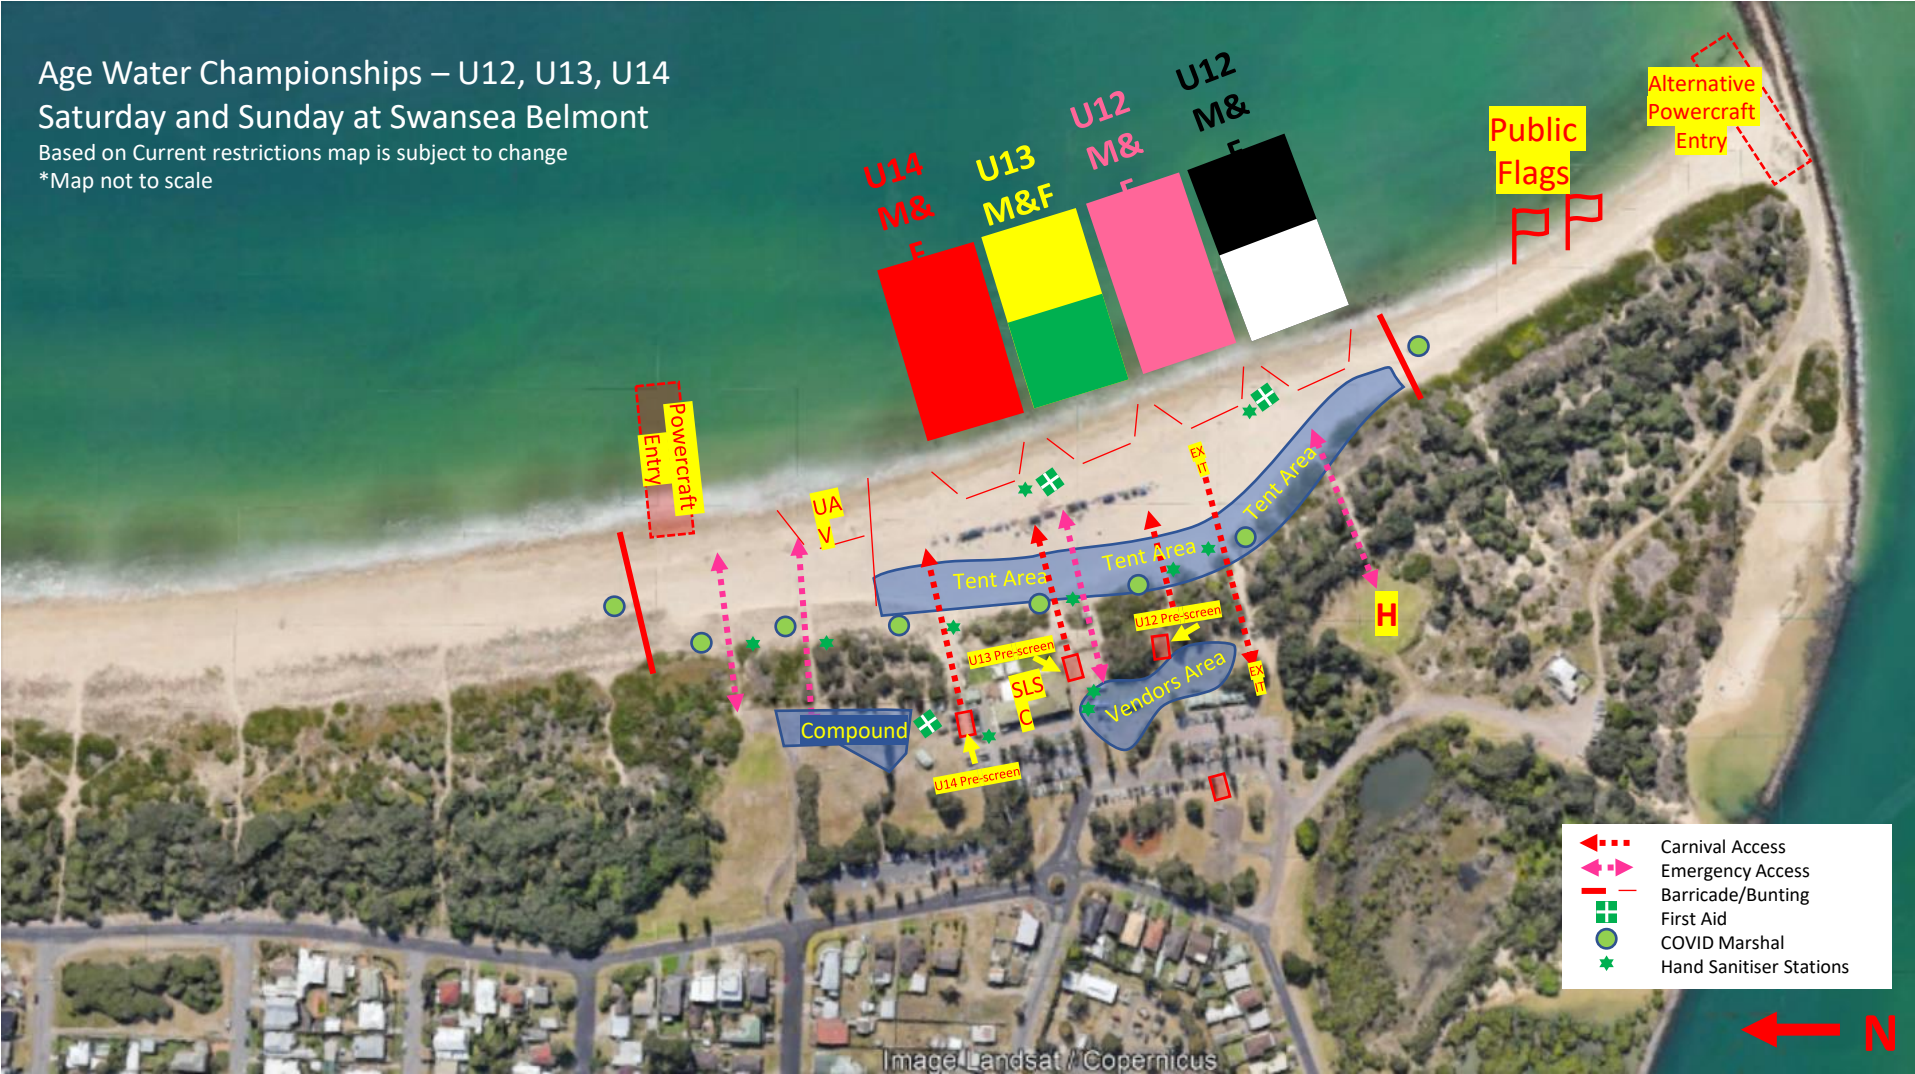 Age Water Championships – U12, U13, U14
Saturday and Sunday at Swansea Belmont
Based on Current restrictions map is subject to change
*Map not to scale
U14
M&
F
U13
M&F
U12
M&
F
U12
M&
F
Public
Flags
Alternative
Powercraft
Entry
Powercraft
Entry
UA
V
EX
IT
Tent Area
Tent Area
Tent Area
H
U12 Pre-screen
U13 Pre-screen
SLS
C
Vendors Area
EX
IT
Compound
U14 Pre-screen
Carnival Access
Emergency Access
Barricade/Bunting
First Aid
COVID Marshal
Hand Sanitiser Stations
N
Image Landsat / Copernicus